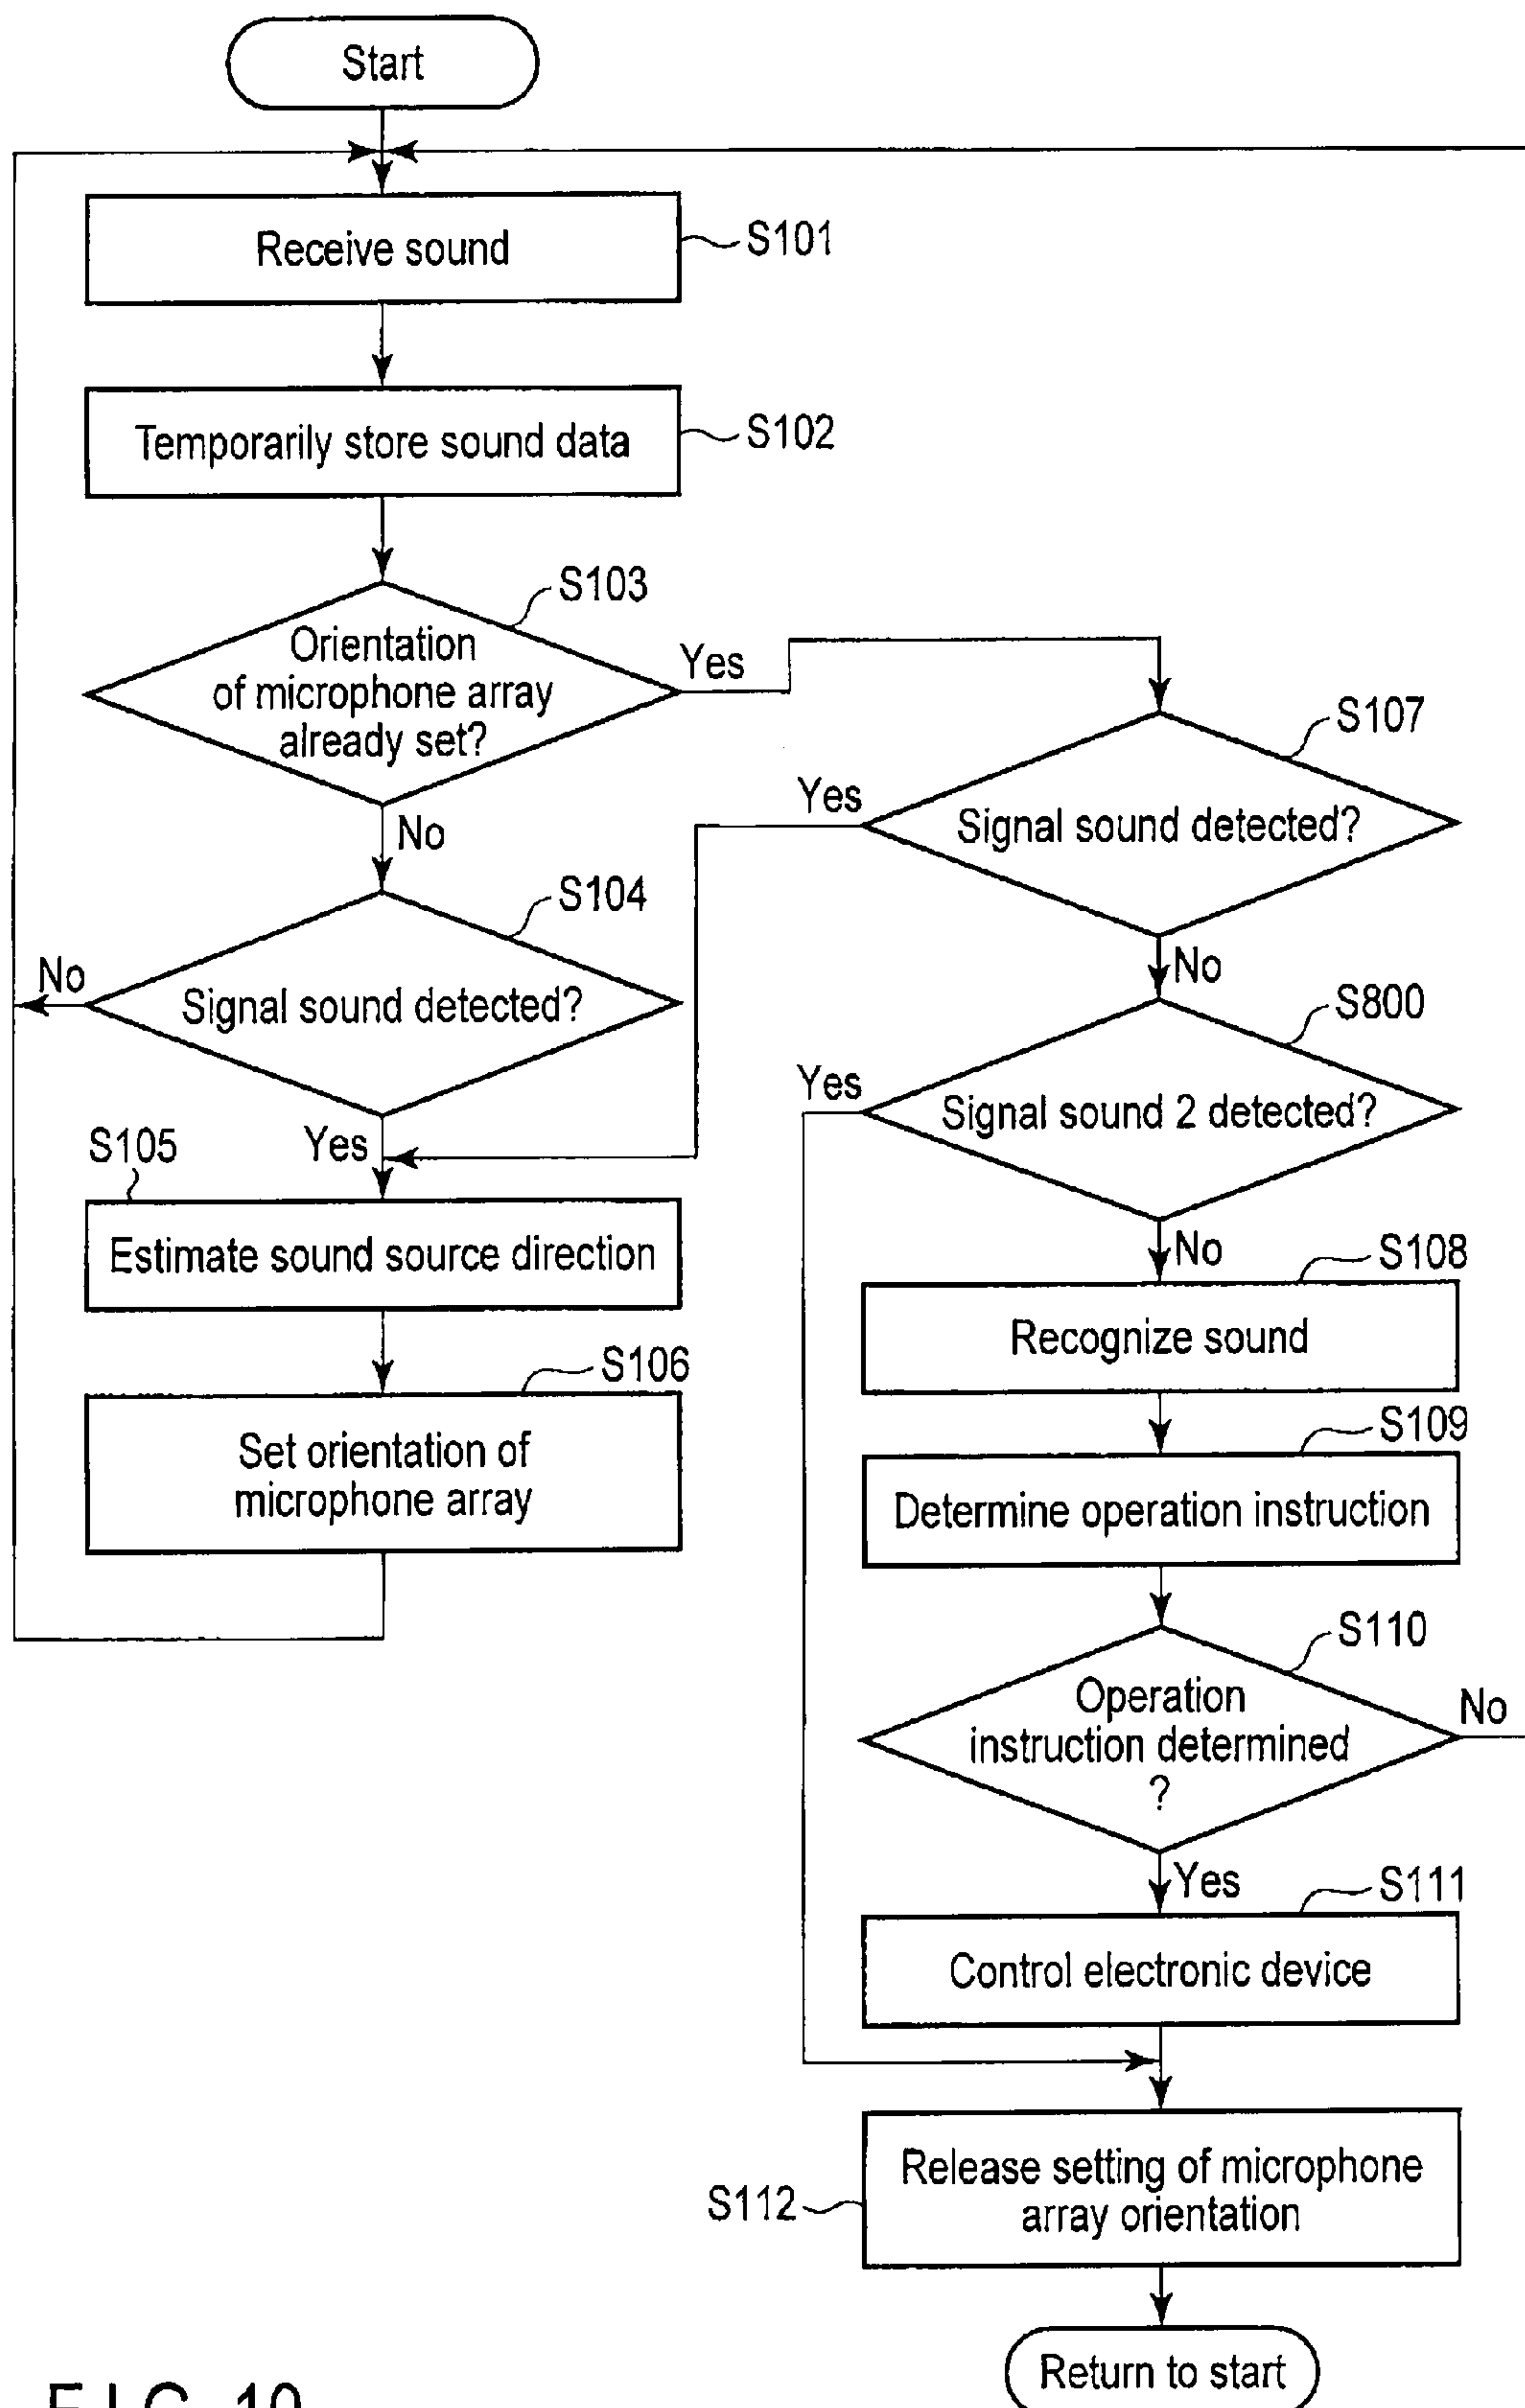 Start
Receive sound
S101
Temporarily store sound data
S102
S103
Orientation
of microphone array
already set?
Yes
No
S104
Signal sound detected?
No
Yes
S105
Estimate sound source direction
S106
Set orientation of
microphone array
S107
Signal sound detected?
Yes
No
S800
Signal sound 2 detected?
Yes
No
S108
Recognize sound
S109
Determine operation instruction
S110
Operation
instruction determined
?
No
Yes
S111
Control electronic device
Release setting of microphone
array orientation
S112
Return to start
FIG. 10